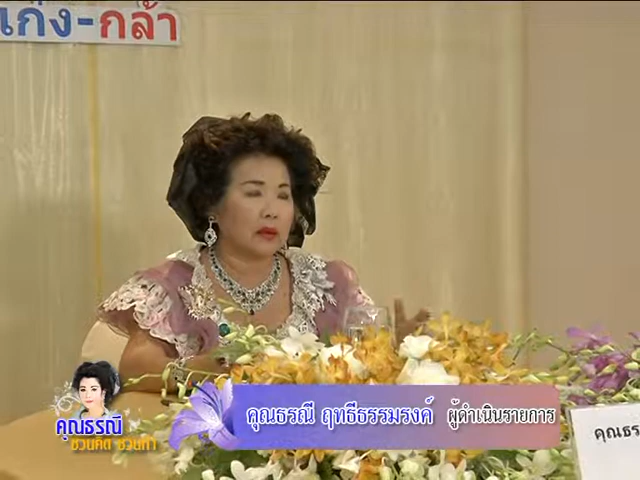 เก่ง-กล้า
คุณธรณี
ชวนคิด ชวนทำ
คุณธรณี ฤทธีธรรมรงค์ ผู้ดำเนินรายการ
คุณธร